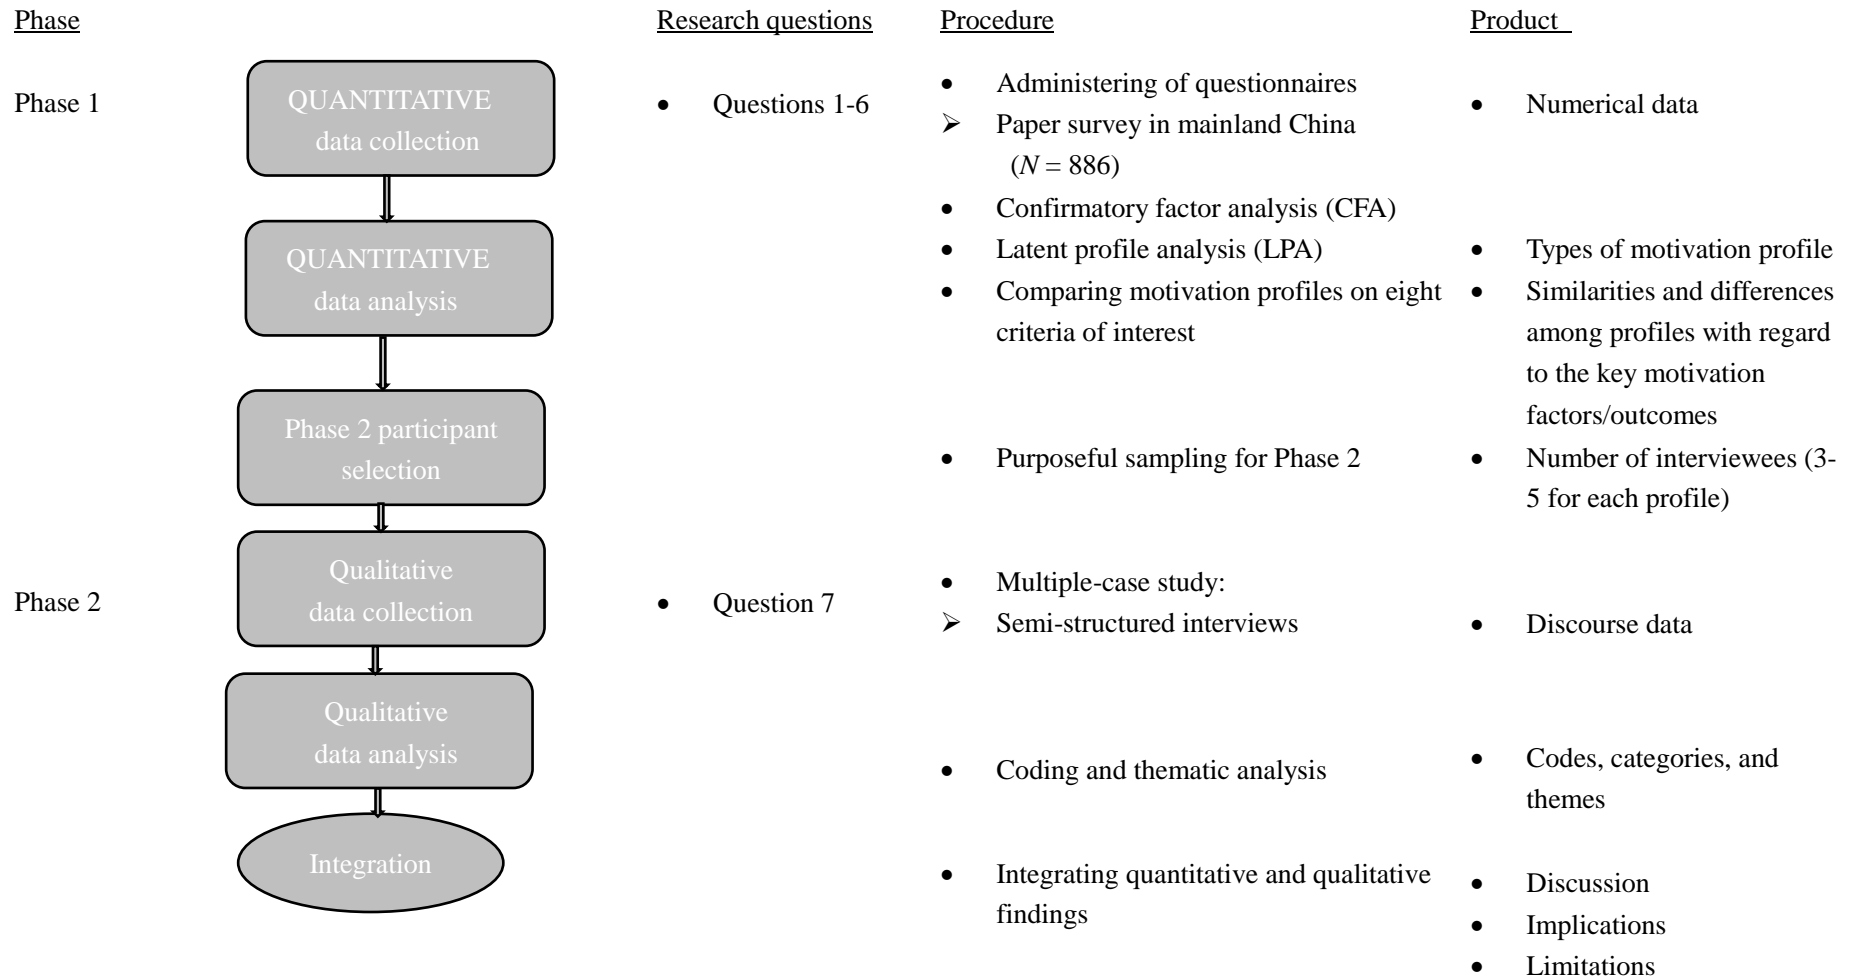 Phase
Research questions
Procedure
Product
Phase 1
QUANTITATIVE
data collection
• Questions 1-6
• Administering of questionnaires
➢ Paper survey in mainland China
(N = 886)
• Numerical data
QUANTITATIVE
data analysis
• Confirmatory factor analysis (CFA)
• Latent profile analysis (LPA)
• Comparing motivation profiles on eight
criteria of interest
• Types of motivation profile
• Similarities and differences
among profiles with regard
to the key motivation
factors/outcomes
Phase 2 participant
selection
• Purposeful sampling for Phase 2
• Number of interviewees (3-
5 for each profile)
Phase 2
Qualitative
data collection
• Question 7
• Multiple-case study:
➢ Semi-structured interviews
• Discourse data
Qualitative
data analysis
• Coding and thematic analysis
• Codes, categories, and
themes
Integration
• Integrating quantitative and qualitative
findings
• Discussion
• Implications
• Limitations